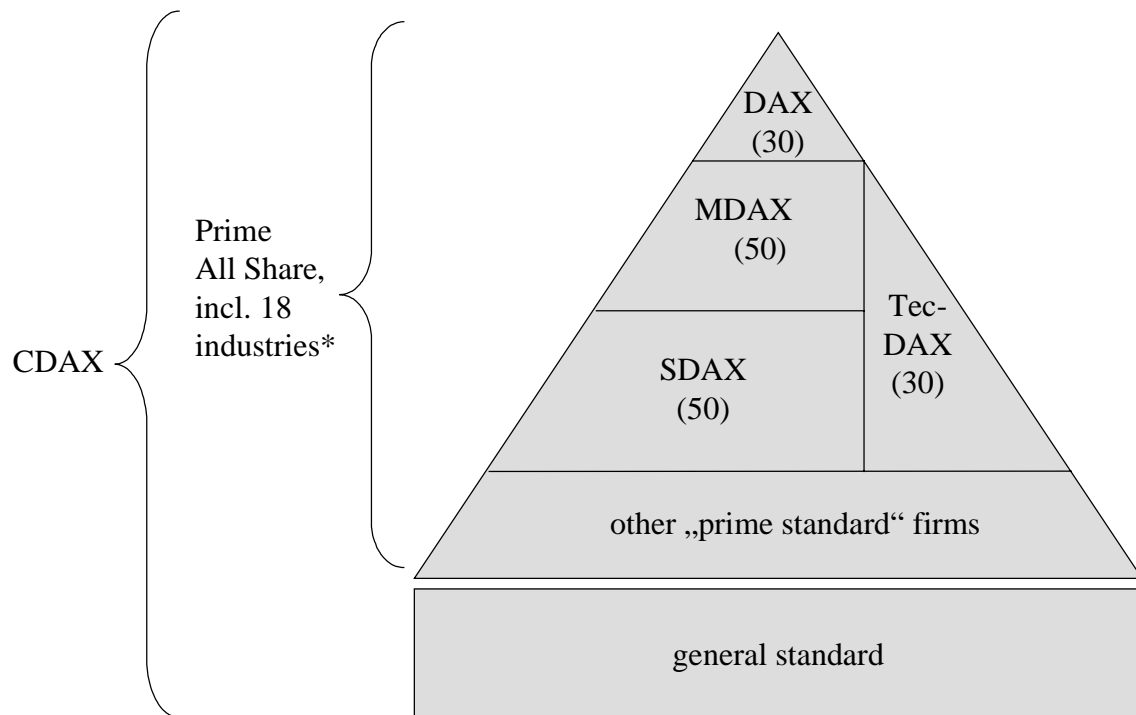 CDAX
Prime
All Share,
incl. 18
industries*
DAX
(30)
MDAX
(50)
Tec-
DAX
(30)
SDAX
(50)
other „prime standard“ firms
general standard